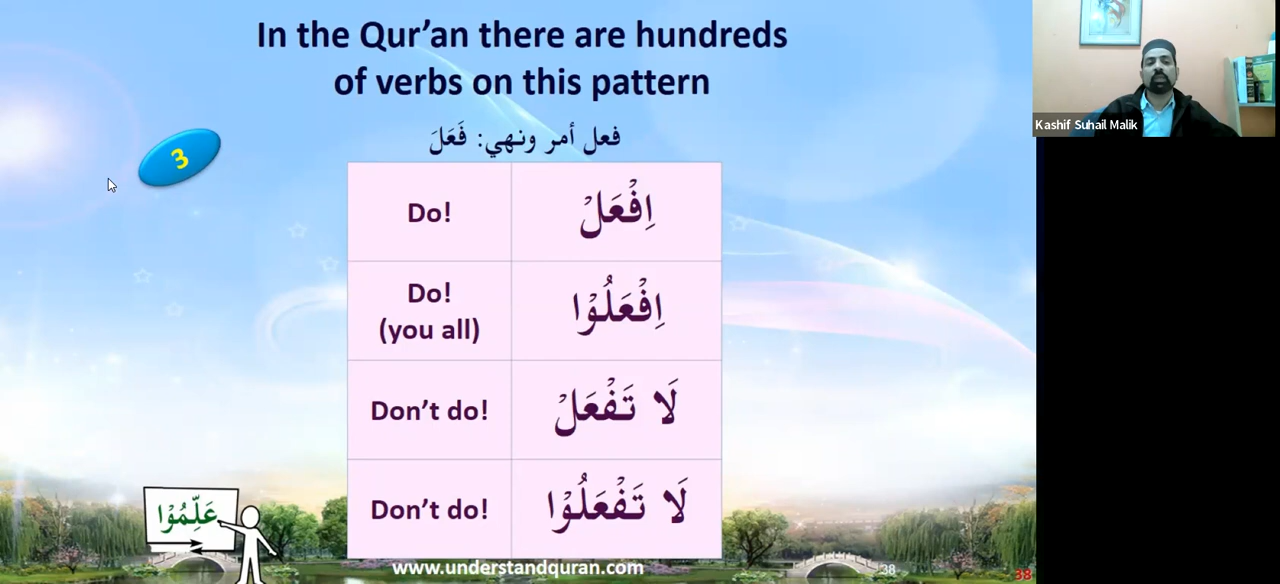 In the Qur’an there are hundreds
of verbs on this pattern
Kashif Suhail Malik
فعل أمر ونهي: فَعَلَ
3
Do! اِفْعَلْ
Do!
(you all) اِفْعَلُوْا
Don’t do! لَا تَفْعَلْ
Don’t do! لَا تَفْعَلُوْا
عَلِّمُوْا
www.understandquran.com
38
38